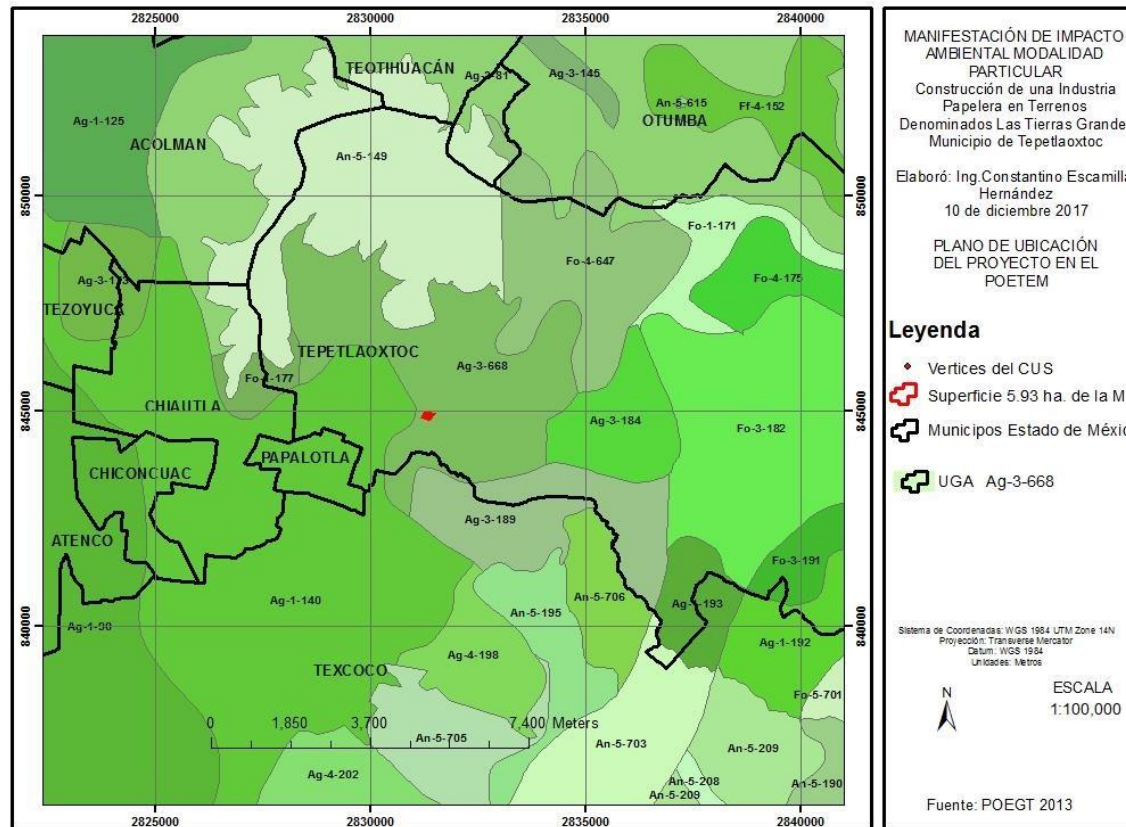 2825000 2830000 2835000 2840000
TEOTIHUACÁN
Ag-3-145
An-5-615
Ff-4-152
OTUMBA
Ag-1-125
ACOLMAN
An-5-149
850000 850000
Fo-1-171
Fo-4-647
Fo-4-175
TEZOYUCA
TEPETLAOXTOC
Ag-3-668
CHIAUTLA
845000 845000
Ag-3-184
Fo-3-182
CHICONCUAC
PAPALOTLA
Ag-3-189
ATENCO
Fo-3-191
Ag-1-140
An-5-195
An-5-706
840000 840000
Ag-1-192
Ag-4-198
TEXCOCO
Fo-5-701
0 1,850 3,700 7,400 Meters
An-5-705
An-5-703
An-5-209
Ag-4-202
An-5-208
An-5-190
An-5-209
2825000 2830000 2835000 2840000
MANIFESTACIÓN DE IMPACTO
AMBIENTAL MODALIDAD
PARTICULAR
Construcción de una Industria
Papelera en Terrenos
Denominados Las Tierras Grande
Municipio de Tepetlaoxtoc
Elaboró: Ing.Constantino Escamilla
Hernández
10 de diciembre 2017
PLANO DE UBICACIÓN
DEL PROYECTO EN EL
POETEM
Leyenda
Vertices del CUS
Superficie 5.93 ha. de la M
Municipos Estado de Méxic
UGA Ag-3-668
Sistema de Coordenadas: WGS 1984 UTM Zone 14N
Proyección: Transverse Mercator
Datum: WGS 1984
Unidades: Metros
N
ESCALA
1:100,000
Fuente: POEGT 2013